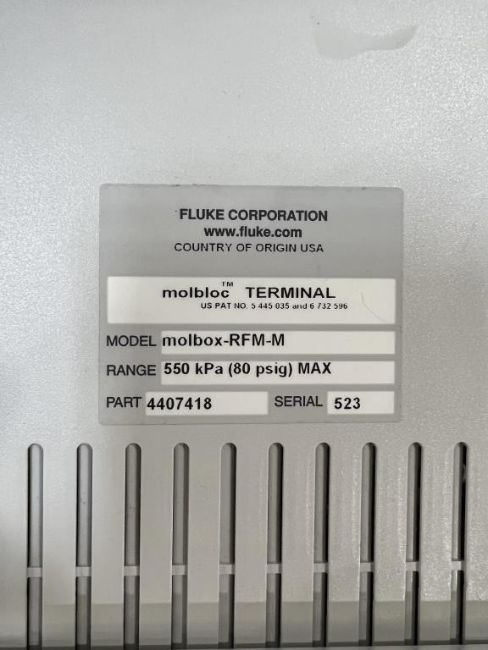 FLUKE CORPORATION
www.fluke.com
COUNTRY OF ORIGIN USA
molbloc™ TERMINAL
US PAT NO. 5 445 035 and 6 732 596
MODEL molbox-RFM-M
RANGE 550 kPa (80 psig) MAX
PART 4407418 SERIAL 523